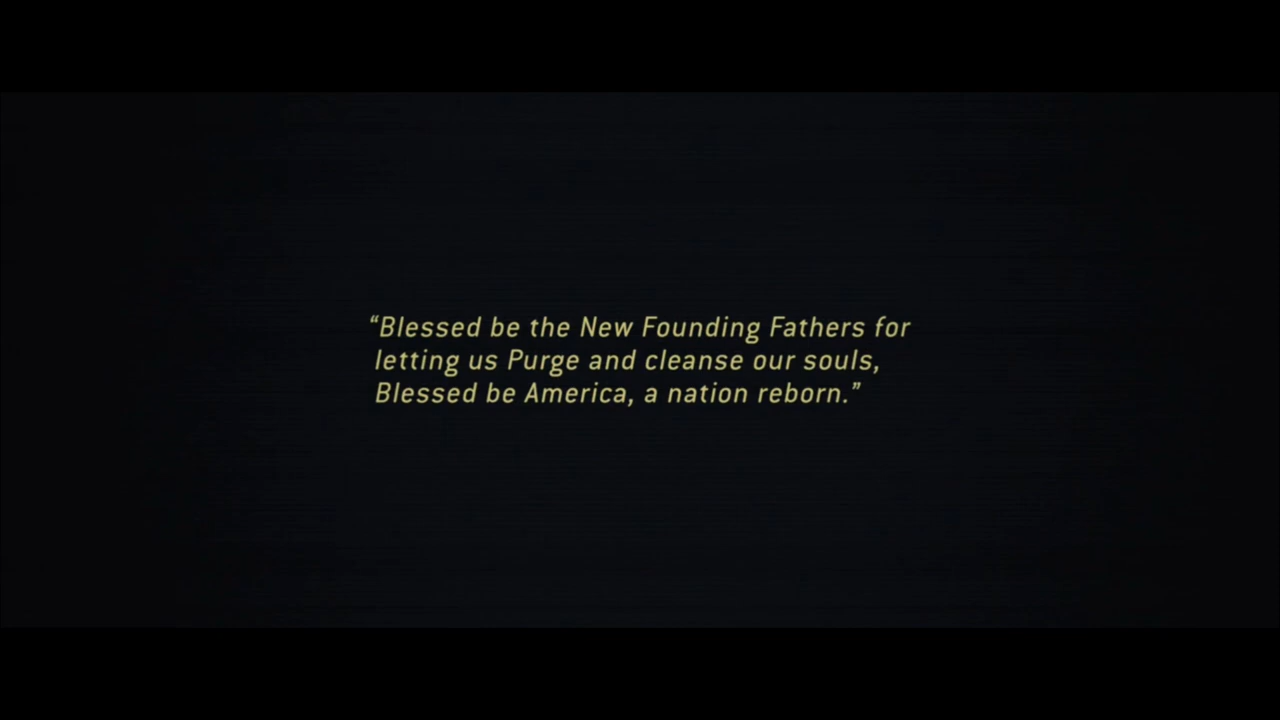 “Blessed be the New Founding Fathers for
letting us Purge and cleanse our souls,
Blessed be America, a nation reborn.”